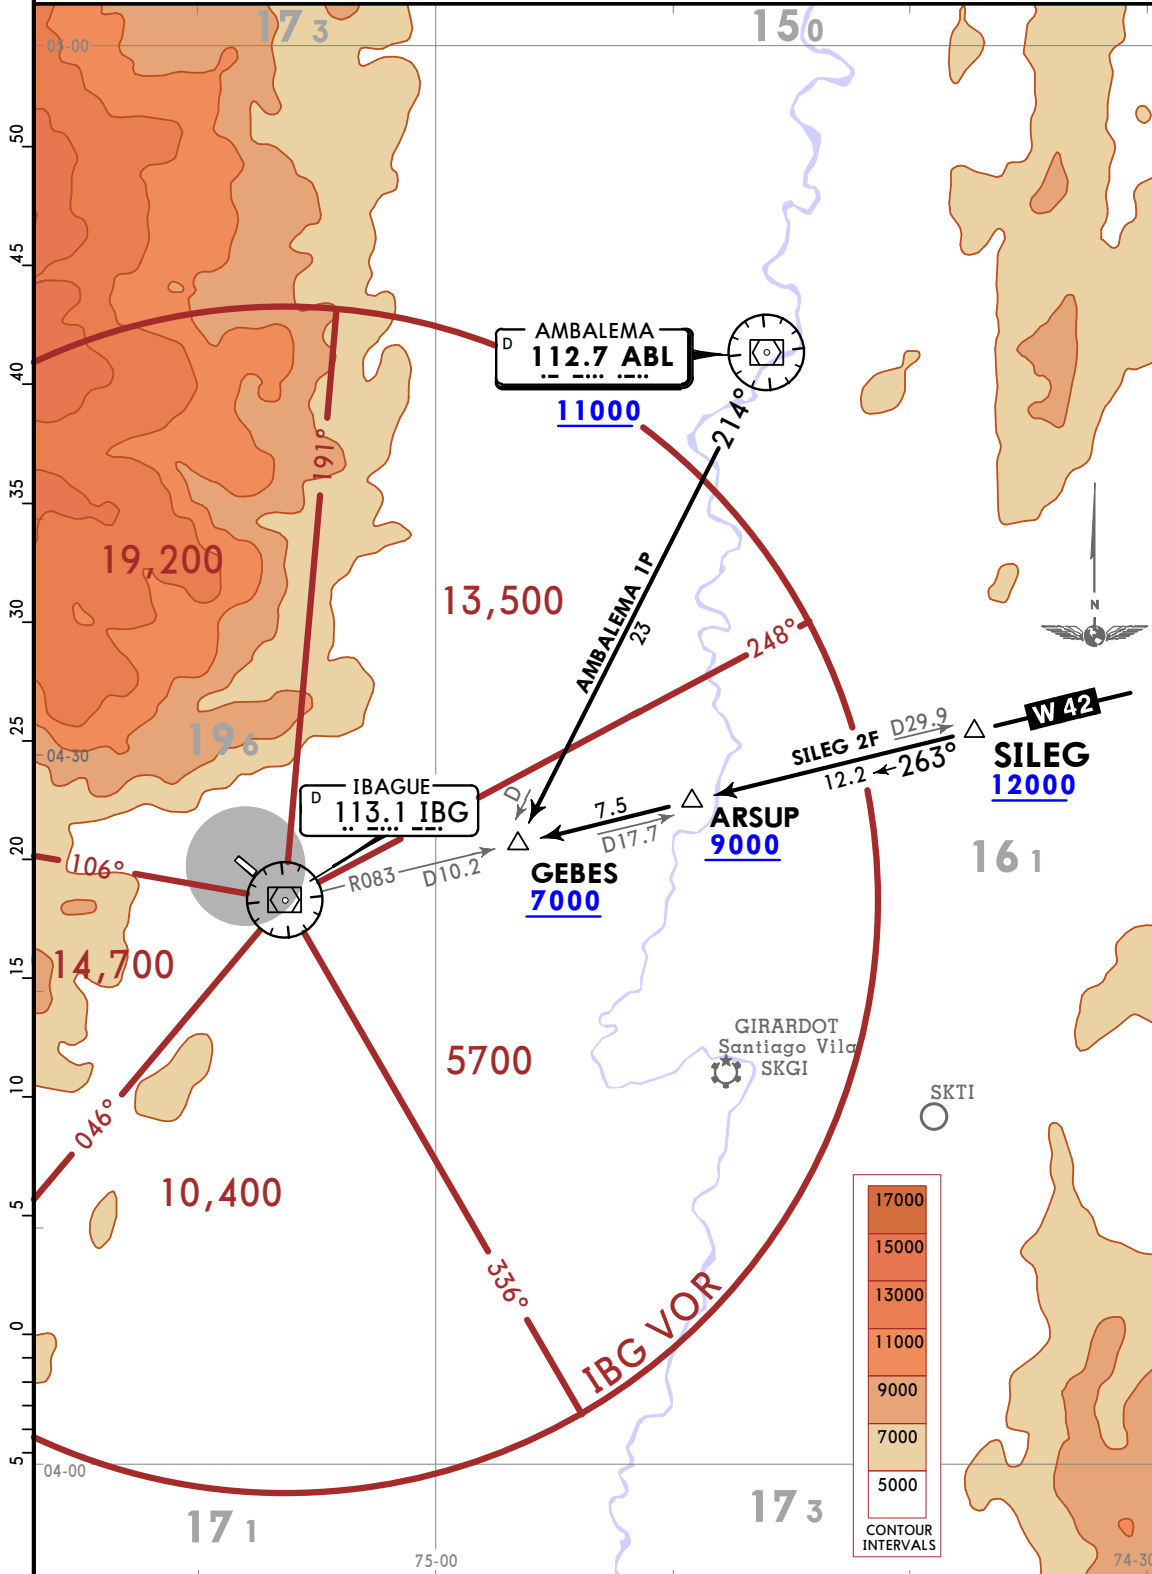 17 3
15 0
05-00
50
45
AMBALEMA
D
112.7 ABL
11000
40
214°
191°
35
19,200
13,500
AMBALEMA 1P
23
30
N
248°
25
19 6
04-30
W 42
D29.9
SILEG 2F
12.2
263°
SILEG
12000
IBAGUE
D
113.1 IBG
D
7.5
D17.7
ARSUP
9000
GEBES
7000
R083
D10.2
20
106°
16 1
14,700
15
GIRARDOT
Santiago Vila
SKGI
5700
10
SKTI
046°
10,400
5
336°
IBG VOR
0
17000
15000
13000
11000
9000
7000
5000
CONTOUR
INTERVALS
5
04-00
17 1
17 3
75-00
74-30